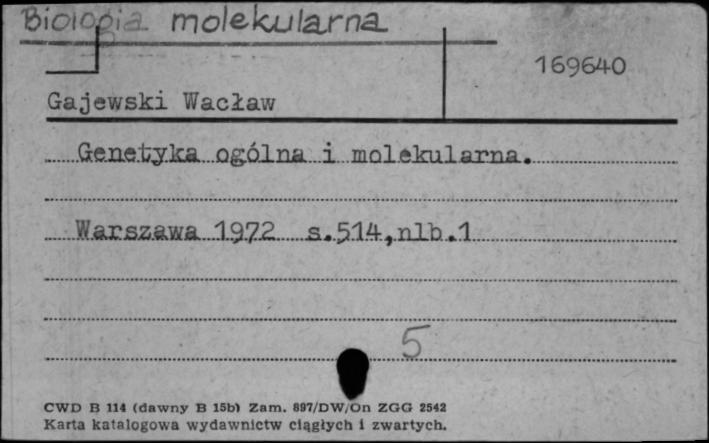 Biologia molekularna
169640
Gajewski Wacław
Genetyka ogólna i molekularna.
Warszawa 1972 s.514,nlb.1
5
CWD B 114 (dawny B 15b) Zam. 897/DW/On ZGG 2542
Karta katalogowa wydawnictw ciągłych i zwartych.